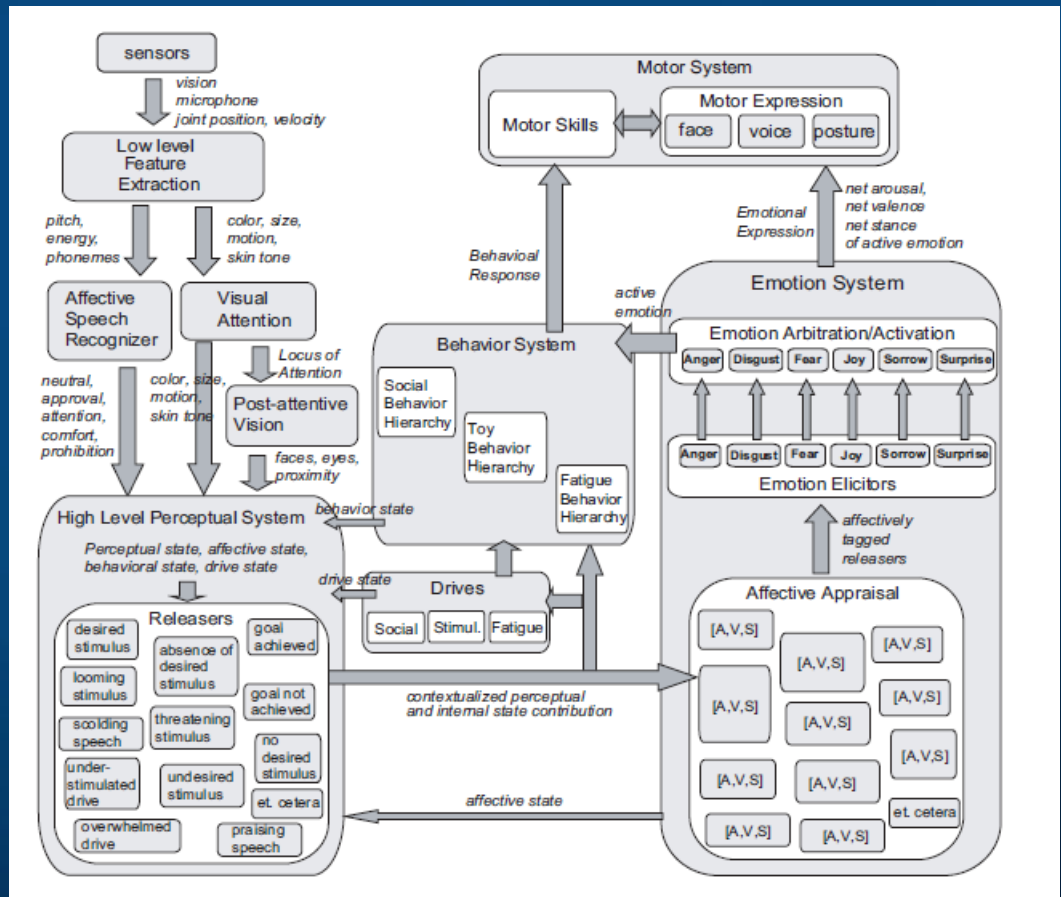 sensors
vision
microphone
joint position, velocity
Low level
Feature
Extraction
pitch,
energy,
phonemes
color, size,
motion,
skin tone
Affective
Speech
Recognizer
Visual
Attention
neutral,
approval,
attention,
comfort,
prohibition
color, size,
motion,
skin tone
Locus of
Attention
Post-attentive
Vision
faces, eyes,
proximity
High Level Perceptual System
Perceptual state, affective state,
behavioral state, drive state
Releasers
desired
stimulus
absence of
desired
stimulus
goal
achieved
looming
stimulus
goal not
achieved
scolding
speech
threatening
stimulus
no
desired
stimulus
under-
stimulated
drive
undesired
stimulus
et. cetera
overwhelmed
drive
praising
speech
Motor System
Motor Skills
Motor Expression
face
voice
posture
Behavioal
Response
Emotional
Expression
net arousal,
net valence
net stance
of active emotion
active
emotion
Behavior System
Social
Behavior
Hierarchy
Toy
Behavior
Hierarchy
Fatigue
Behavior
Hierarchy
behavior state
drive state
Drives
Social
Stimul.
Fatigue
contextualized perceptual
and internal state contribution
affective state
Emotion System
Emotion Arbitration/Activation
Anger
Disgust
Fear
Joy
Sorrow
Surprise
Anger
Disgust
Fear
Joy
Sorrow
Surprise
Emotion Elicitors
affectively
tagged
releasers
Affective Appraisal
[A,V,S]
[A,V,S]
[A,V,S]
[A,V,S]
[A,V,S]
[A,V,S]
[A,V,S]
[A,V,S]
[A,V,S]
et. cetera
[A,V,S]
[A,V,S]